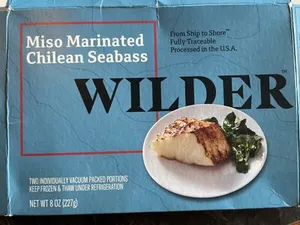 Miso Marinated
Chilean Seabass
From Ship to Shore™
Fully Traceable
Processed in the U.S.A.
WILDER™
TWO INDIVIDUALLY VACUUM PACKED PORTIONS
KEEP FROZEN & THAW UNDER REFRIGERATION
NET WT 8 OZ (227g)